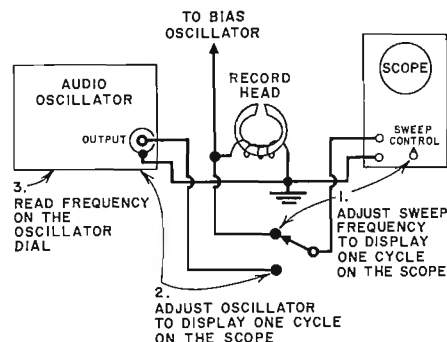 TO BIAS
OSCILLATOR
AUDIO
OSCILLATOR
OUTPUT
RECORD
HEAD
SCOPE
SWEEP
CONTROL
1.
ADJUST SWEEP
FREQUENCY
TO DISPLAY
ONE CYCLE
ON THE SCOPE
2.
ADJUST OSCILLATOR
TO DISPLAY ONE CYCLE
ON THE SCOPE
3.
READ FREQUENCY
ON THE
OSCILLATOR
DIAL